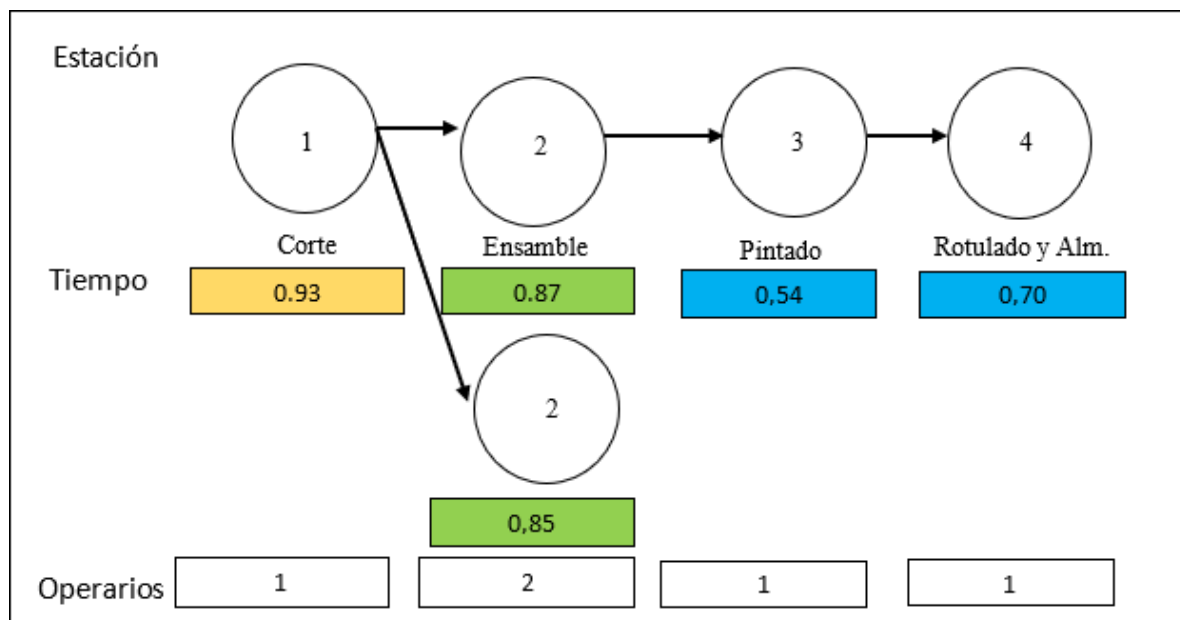 Estación
1 2 3 4
Corte Ensamble Pintado Rotulado y Alm.
Tiempo 0.93 0.87 0,54 0,70
2
0,85
Operarios 1 2 1 1